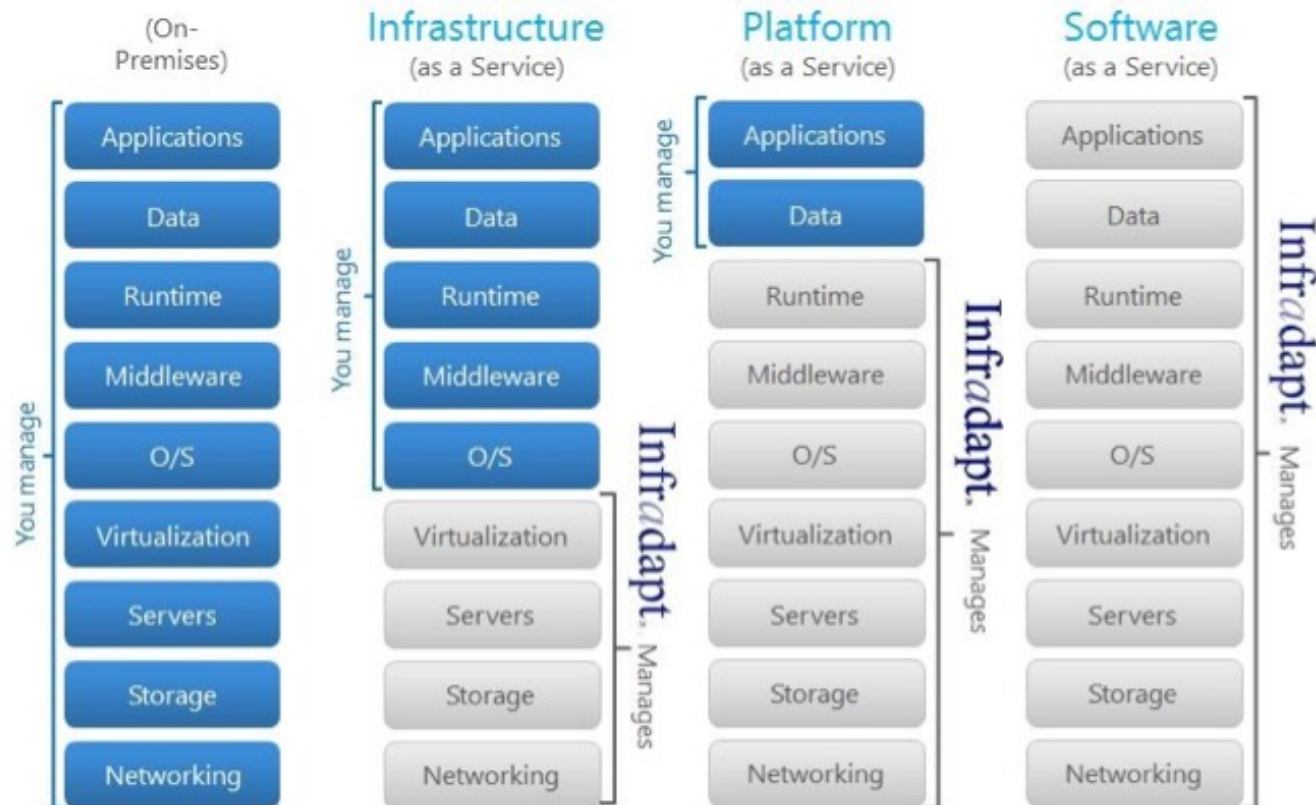 (On-
Premises)
You manage
Applications
Data
Runtime
Middleware
O/S
Virtualization
Servers
Storage
Networking
Infrastructure
(as a Service)
You manage
Applications
Data
Runtime
Middleware
O/S
Virtualization
Servers
Storage
Networking
Infradapt.
Manages
Platform
(as a Service)
You manage
Applications
Data
Runtime
Middleware
O/S
Virtualization
Servers
Storage
Networking
Infradapt.
Manages
Software
(as a Service)
Applications
Data
Runtime
Middleware
O/S
Virtualization
Servers
Storage
Networking
Infradapt.
Manages